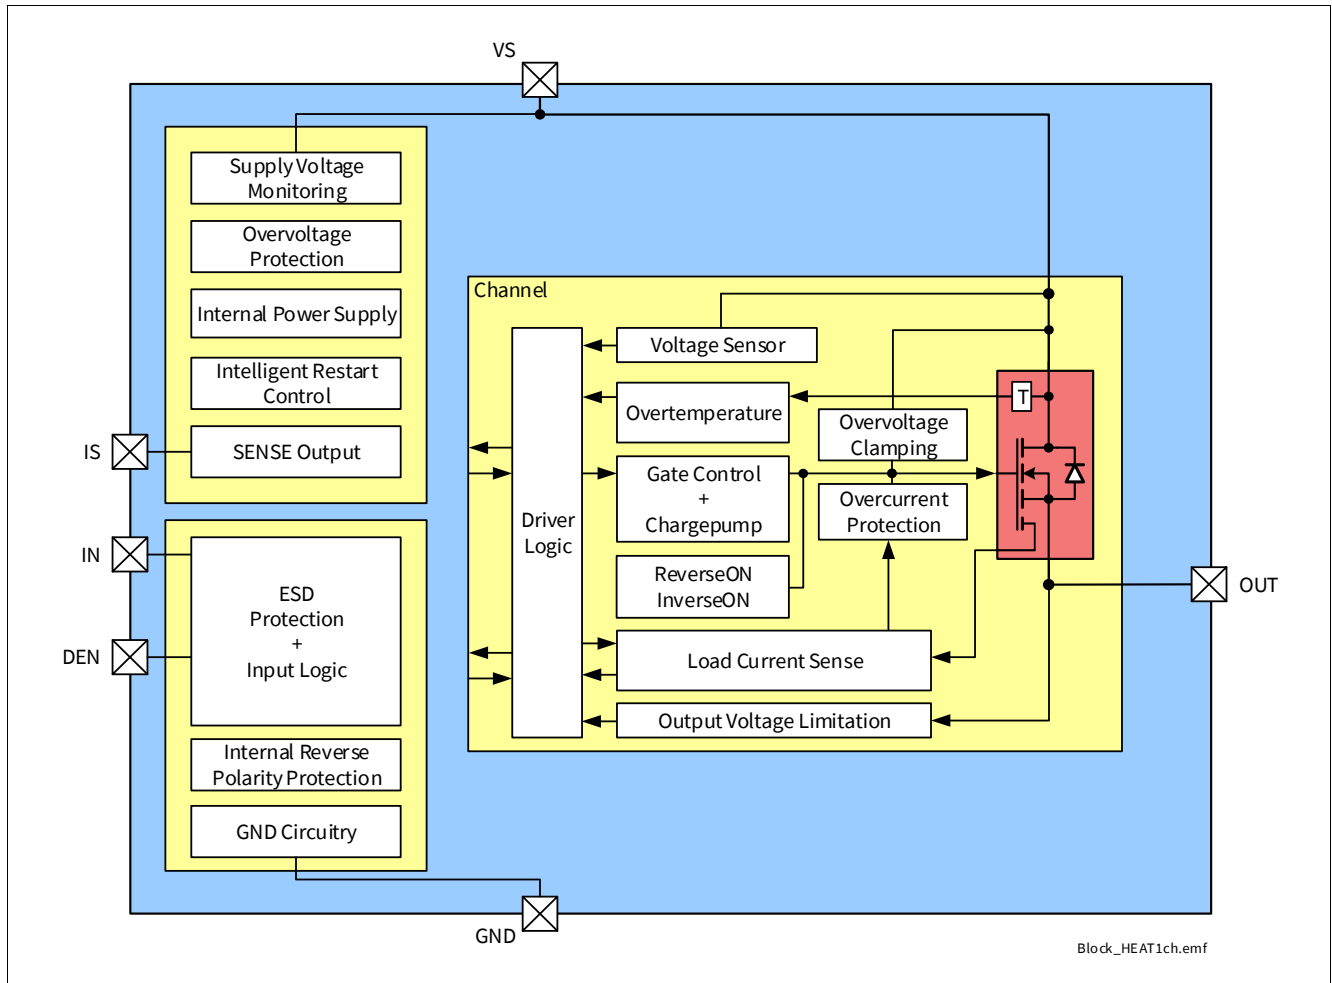 VS
Supply Voltage
Monitoring
Overvoltage
Protection
Internal Power Supply
Intelligent Restart
Control
SENSE Output
IS
IN
DEN
ESD
Protection
+
Input Logic
Internal Reverse
Polarity Protection
GND Circuitry
GND
Channel
Driver
Logic
Voltage Sensor
Overtemperature
T
Overvoltage
Clamping
Gate Control
+
Chargepump
Overcurrent
Protection
ReverseON
InverseON
Load Current Sense
Output Voltage Limitation
OUT
Block_HEAT1ch.emf